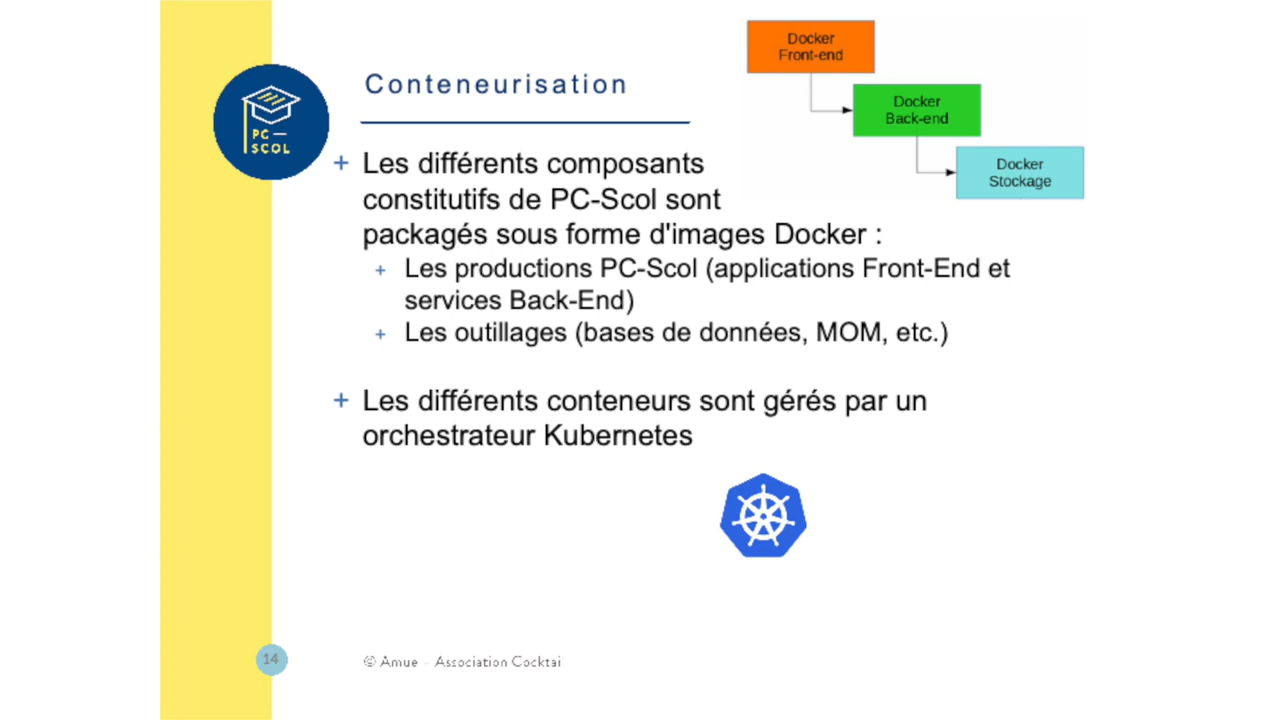 Docker
Front-end
Docker
Back-end
Docker
Stockage
Conteneurisation
PC —
SCOL
+ Les différents composants
constitutifs de PC-Scol sont
packagés sous forme d'images Docker :
+ Les productions PC-Scol (applications Front-End et
services Back-End)
+ Les outillages (bases de données, MOM, etc.)
+ Les différents conteneurs sont gérés par un
orchestrateur Kubernetes
14
© Amue – Association Cocktai